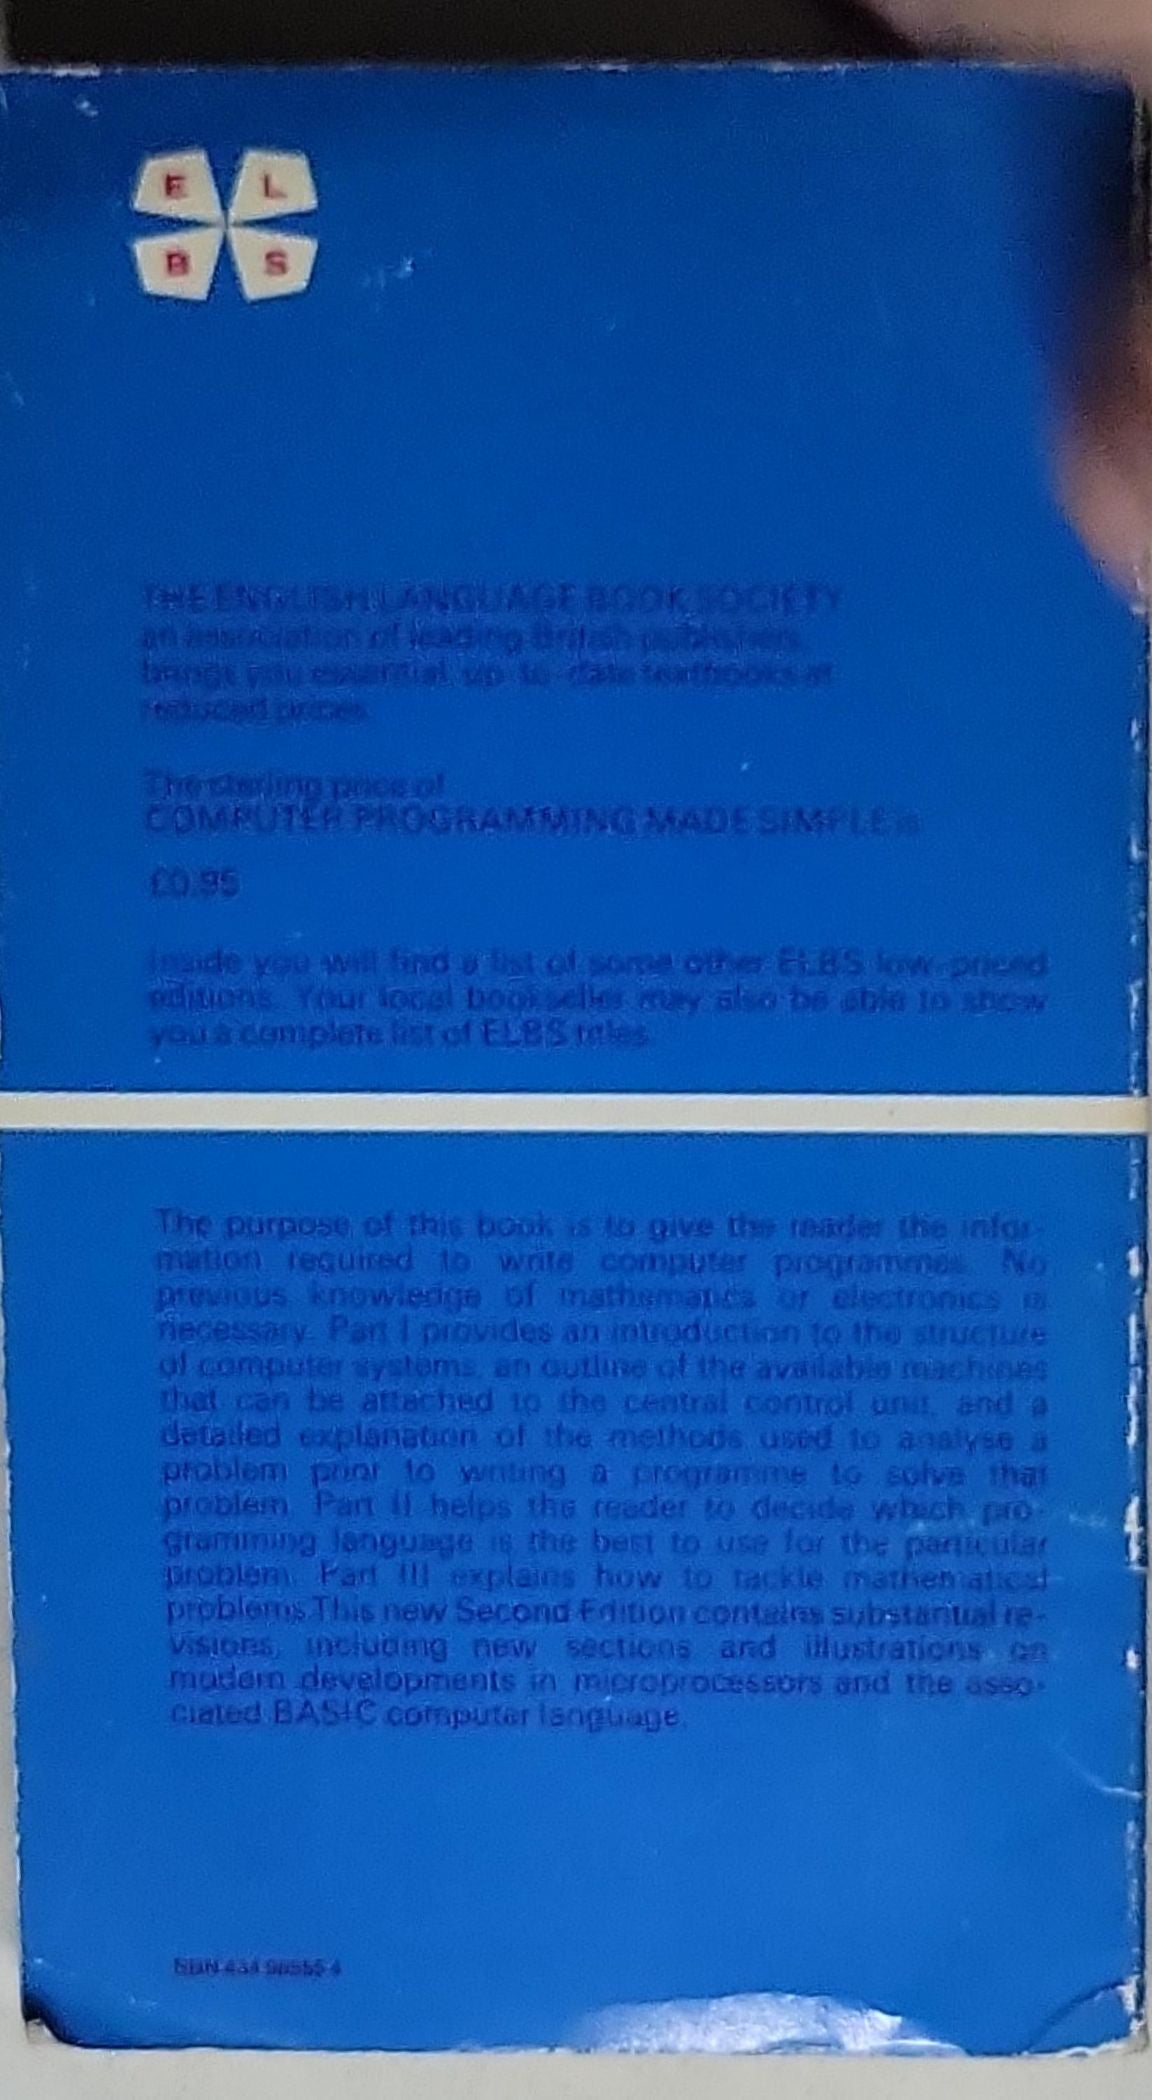 E L
B S
THE ENGLISH LANGUAGE BOOK SOCIETY
an association of leading British publishers,
brings you essential, up-to-date textbooks at
reduced prices.
The sterling price of
COMPUTER PROGRAMMING MADE SIMPLE is
£0.95
Inside you will find a list of some other ELBS low-priced
editions. Your local bookseller may also be able to show
you a complete list of ELBS titles.
The purpose of this book is to give the reader the infor-
mation required to write computer programmes. No
previous knowledge of mathematics or electronics is
necessary. Part I provides an introduction to the structure
of computer systems, an outline of the available machines
that can be attached to the central control unit, and a
detailed explanation of the methods used to analyse a
problem prior to writing a programme to solve that
problem. Part II helps the reader to decide which pro-
gramming language is the best to use for the particular
problem. Part III explains how to tackle mathematical
problems.This new Second Edition contains substantial re-
visions, including new sections and illustrations on
modern developments in microprocessors and the asso-
ciated BASIC computer language.
SBN 434